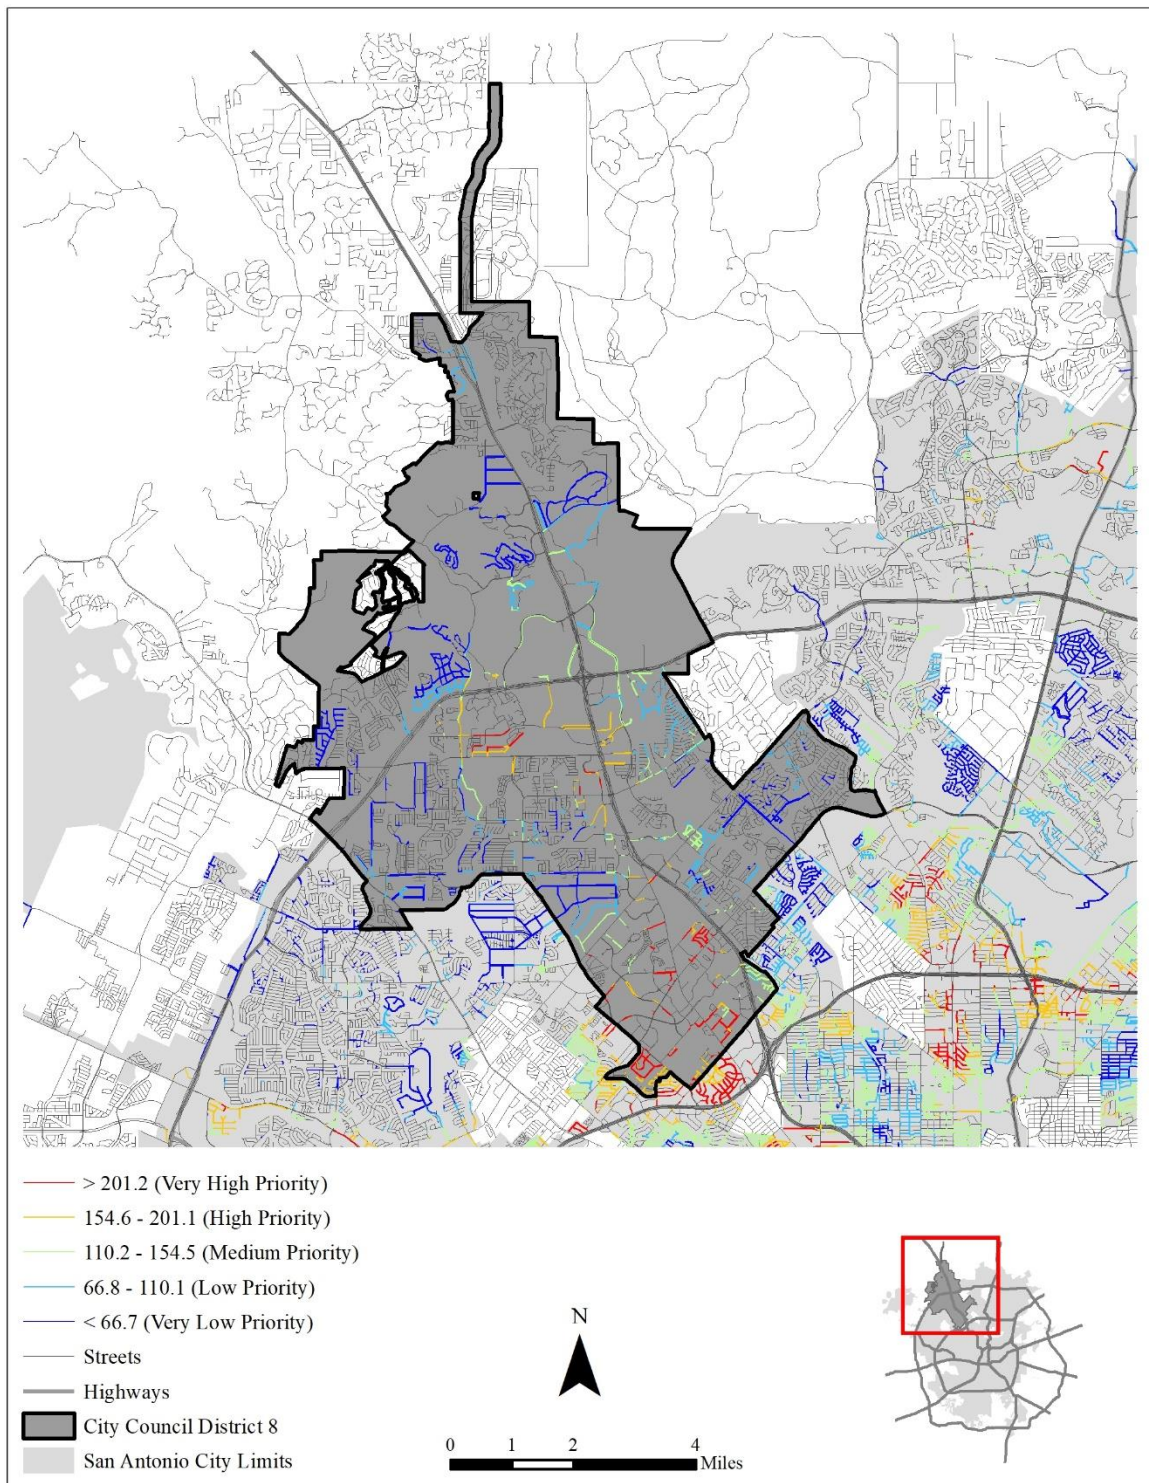 > 201.2 (Very High Priority)
154.6 - 201.1 (High Priority)
110.2 - 154.5 (Medium Priority)
66.8 - 110.1 (Low Priority)
< 66.7 (Very Low Priority)
Streets
Highways
City Council District 8
San Antonio City Limits
N
0 1 2 4
Miles